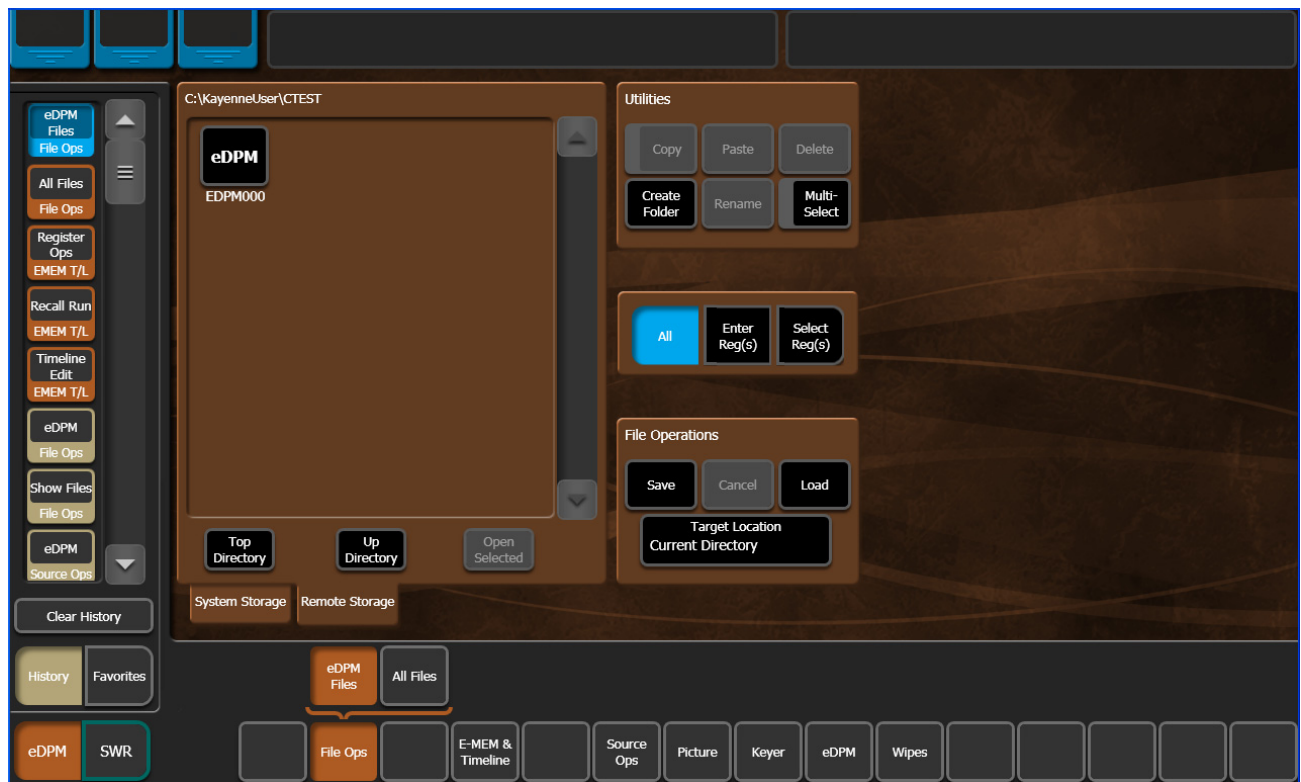 C:\KayenneUser\CTEST
Utilities
eDPM
Files
File Ops
All Files
File Ops
Register
Ops
EMEM T/L
Recall Run
EMEM T/L
Timeline
Edit
EMEM T/L
eDPM
File Ops
Show Files
File Ops
eDPM
Source Ops
Clear History
History
Favorites
eDPM
SWR
eDPM
EDPM000
Top
Directory
Up
Directory
Open
Selected
System Storage
Remote Storage
Copy
Paste
Delete
Create
Folder
Rename
Multi-
Select
All
Enter
Reg(s)
Select
Reg(s)
File Operations
Save
Cancel
Load
Target Location
Current Directory
eDPM
Files
All Files
File Ops
E-MEM &
Timeline
Source
Ops
Picture
Keyer
eDPM
Wipes